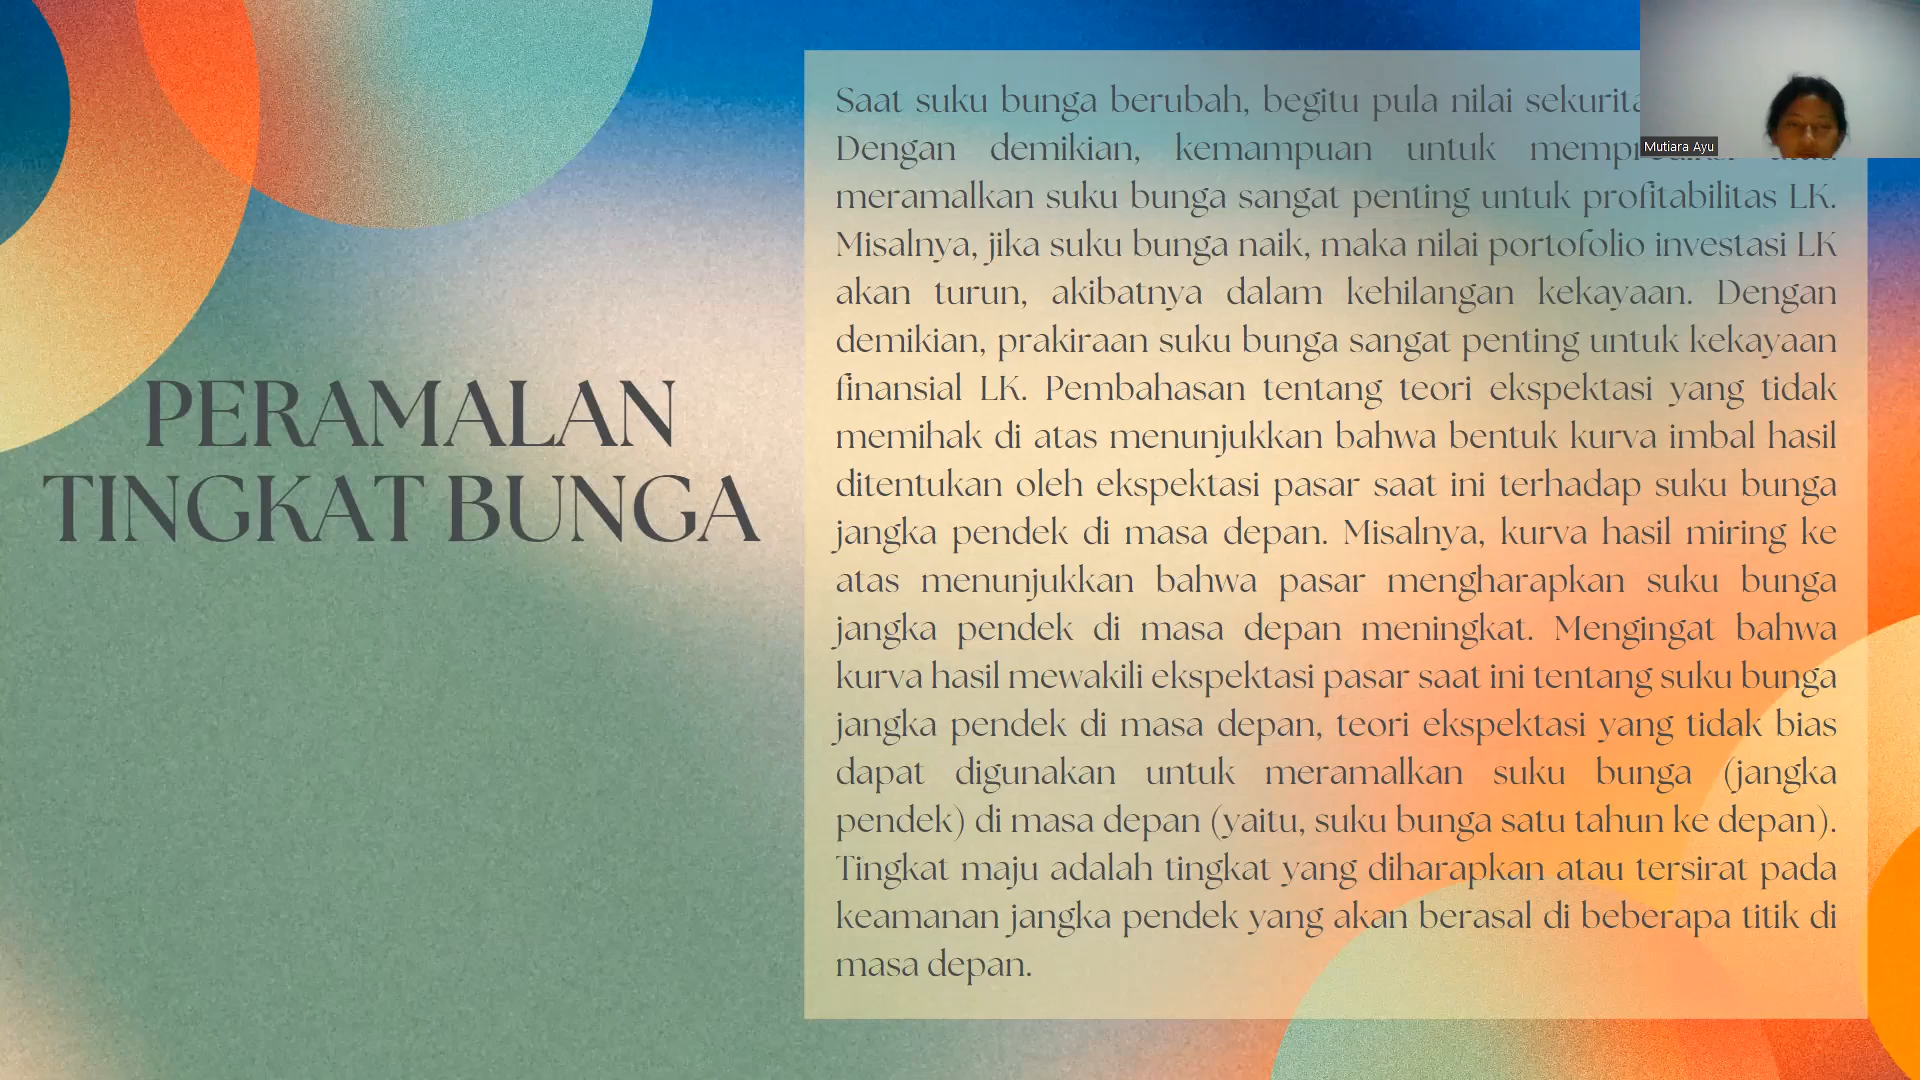 PERAMALAN
TINGKAT BUNGA
Saat suku bunga berubah, begitu pula nilai
Dengan demikian, kemampuan untuk
meramalkan suku bunga sangat penting untuk profitabilitas LK.
Misalnya, jika suku bunga naik, maka nilai portofolio investasi LK
akan turun, akibatnya dalam kehilangan kekayaan. Dengan
demikian, prakiraan suku bunga sangat penting untuk kekayaan
finansial LK. Pembahasan tentang teori ekspektasi yang tidak
memihak di atas menunjukkan bahwa bentuk kurva imbal hasil
ditentukan oleh ekspektasi pasar saat ini terhadap suku bunga
jangka pendek di masa depan. Misalnya, kurva hasil miring ke
atas menunjukkan bahwa pasar mengharapkan suku bunga
jangka pendek di masa depan meningkat. Mengingat bahwa
kurva hasil mewakili ekspektasi pasar saat ini tentang suku bunga
jangka pendek di masa depan, teori ekspektasi yang tidak bias
dapat digunakan untuk meramalkan suku bunga (jangka
pendek) di masa depan (yaitu, suku bunga satu tahun ke depan).
Tingkat maju adalah tingkat yang diharapkan atau tersirat pada
keamanan jangka pendek yang akan berasal di beberapa titik di
masa depan.
Mutiara Ayu